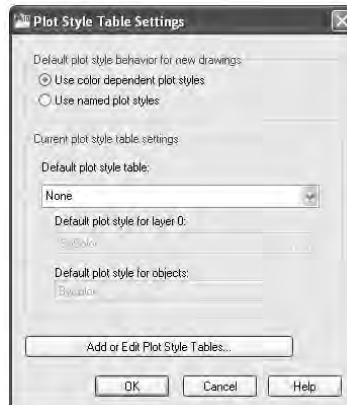 Plot Style Table Settings
Default plot style behavior for new drawings
Use color dependent plot styles
Use named plot styles
Current plot style table settings
Default plot style table:
None
Default plot style for layer 0:
ByColor
Default plot style for objects:
ByColor
Add or Edit Plot Style Tables...
OK
Cancel
Help